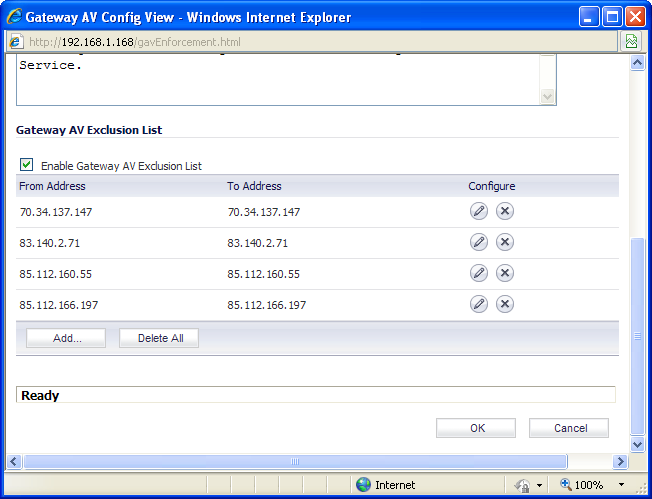 Gateway AV Config View - Windows Internet Explorer
http://192.168.1.168/gavEnforcement.html
Service.
Gateway AV Exclusion List
Enable Gateway AV Exclusion List
From Address To Address Configure
70.34.137.147 70.34.137.147
83.140.2.71 83.140.2.71
85.112.160.55 85.112.160.55
85.112.166.197 85.112.166.197
Add... Delete All
Ready
OK Cancel
Internet 100%